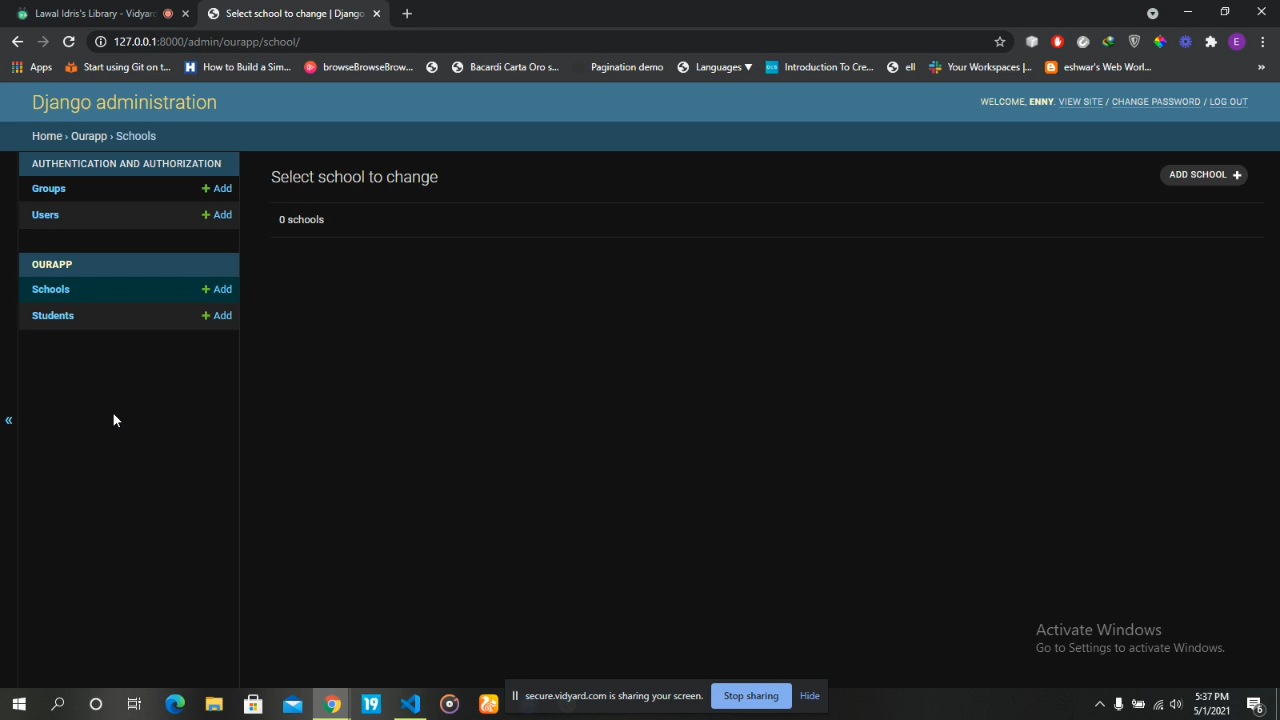 Lawal Idris's Library - Vidyar
Select school to change | Django
127.0.0.1:8000/admin/ourapp/school/
E
Apps
Start using Git on t...
H
How to Build a Sim...
browseBrowseBrow...
Bacardi Carta Oro s...
Pagination demo
Languages ▼
Introduction To Cre...
ell
Your Workspaces |...
eshwar's Web Worl...
»
Django administration
WELCOME, ENNY. VIEW SITE / CHANGE PASSWORD / LOG OUT
Home › Ourapp › Schools
AUTHENTICATION AND AUTHORIZATION
Groups + Add
Users + Add
OURAPP
Schools + Add
Students + Add
«
Select school to change
ADD SCHOOL +
0 schools
Activate Windows
Go to Settings to activate Windows.
19
secure.vidyard.com is sharing your screen.
Stop sharing
Hide
5:37 PM
5/1/2021
6